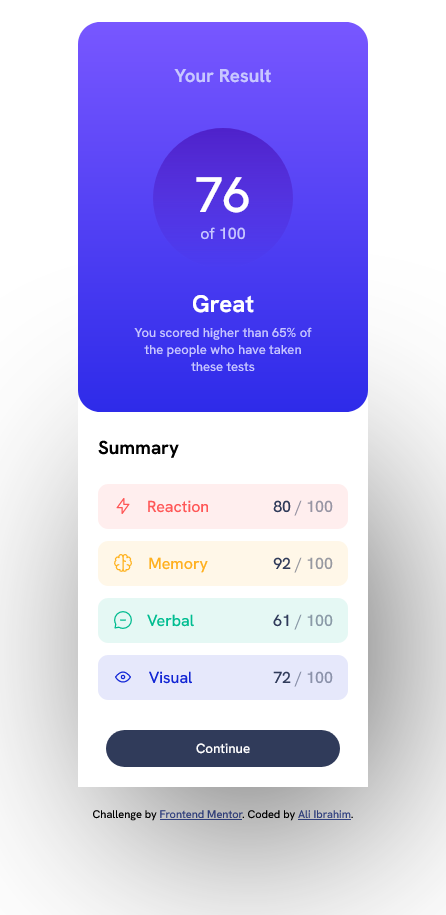 Your Result
76
of 100
Great
You scored higher than 65% of
the people who have taken
these tests
Summary
Reaction 80 / 100
Memory 92 / 100
Verbal 61 / 100
Visual 72 / 100
Continue
Challenge by Frontend Mentor. Coded by Ali Ibrahim.